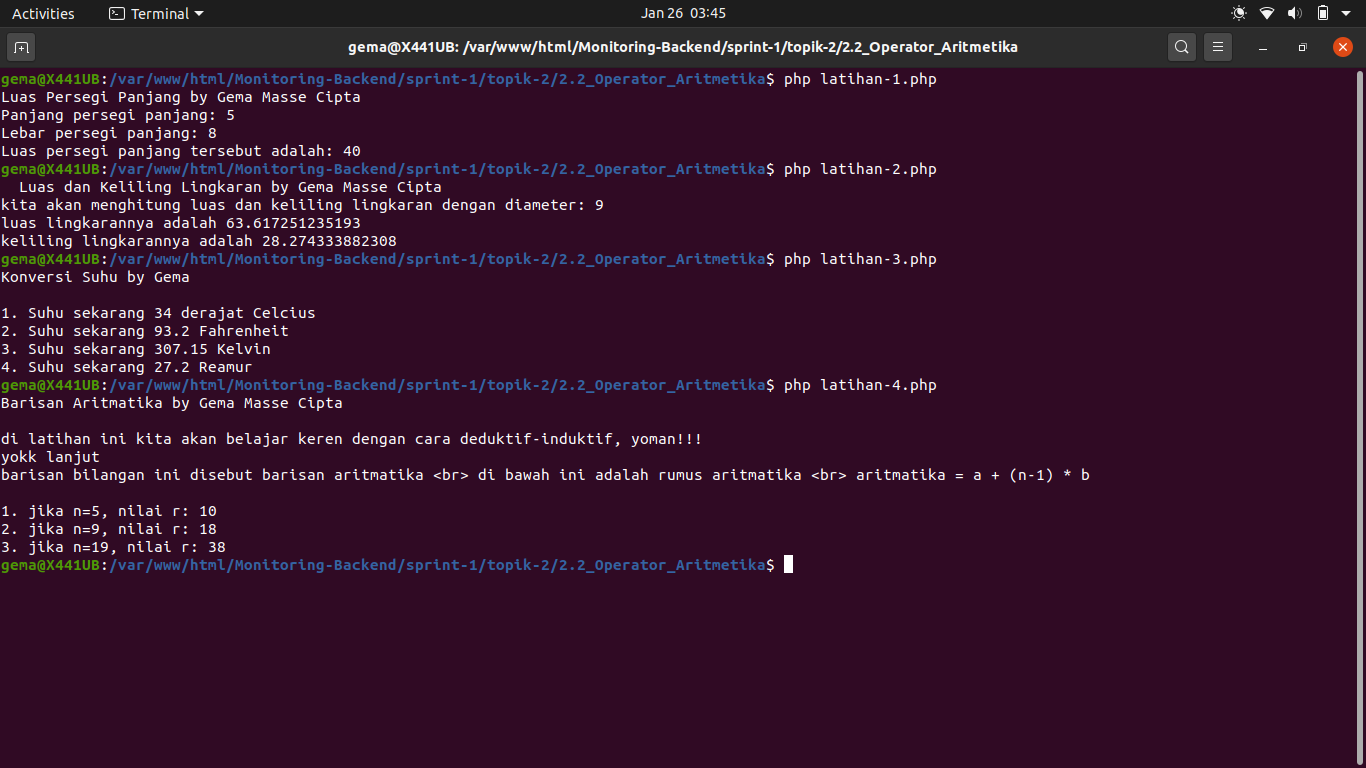 Activities Terminal Jan 26 03:45
gema@X441UB: /var/www/html/Monitoring-Backend/sprint-1/topik-2/2.2_Operator_Aritmetika
gema@X441UB:/var/www/html/Monitoring-Backend/sprint-1/topik-2/2.2_Operator_Aritmetika$ php latihan-1.php
Luas Persegi Panjang by Gema Masse Cipta
Panjang persegi panjang: 5
Lebar persegi panjang: 8
Luas persegi panjang tersebut adalah: 40
gema@X441UB:/var/www/html/Monitoring-Backend/sprint-1/topik-2/2.2_Operator_Aritmetika$ php latihan-2.php
Luas dan Keliling Lingkaran by Gema Masse Cipta
kita akan menghitung luas dan keliling lingkaran dengan diameter: 9
luas lingkarannya adalah 63.617251235193
keliling lingkarannya adalah 28.274333882308
gema@X441UB:/var/www/html/Monitoring-Backend/sprint-1/topik-2/2.2_Operator_Aritmetika$ php latihan-3.php
Konversi Suhu by Gema
1. Suhu sekarang 34 derajat Celcius
2. Suhu sekarang 93.2 Fahrenheit
3. Suhu sekarang 307.15 Kelvin
4. Suhu sekarang 27.2 Reamur
gema@X441UB:/var/www/html/Monitoring-Backend/sprint-1/topik-2/2.2_Operator_Aritmetika$ php latihan-4.php
Barisan Aritmatika by Gema Masse Cipta
di latihan ini kita akan belajar keren dengan cara deduktif-induktif, yoman!!!
yokk lanjut
barisan bilangan ini disebut barisan aritmatika <br> di bawah ini adalah rumus aritmatika <br> aritmatika = a + (n-1) * b
1. jika n=5, nilai r: 10
2. jika n=9, nilai r: 18
3. jika n=19, nilai r: 38
gema@X441UB:/var/www/html/Monitoring-Backend/sprint-1/topik-2/2.2_Operator_Aritmetika$